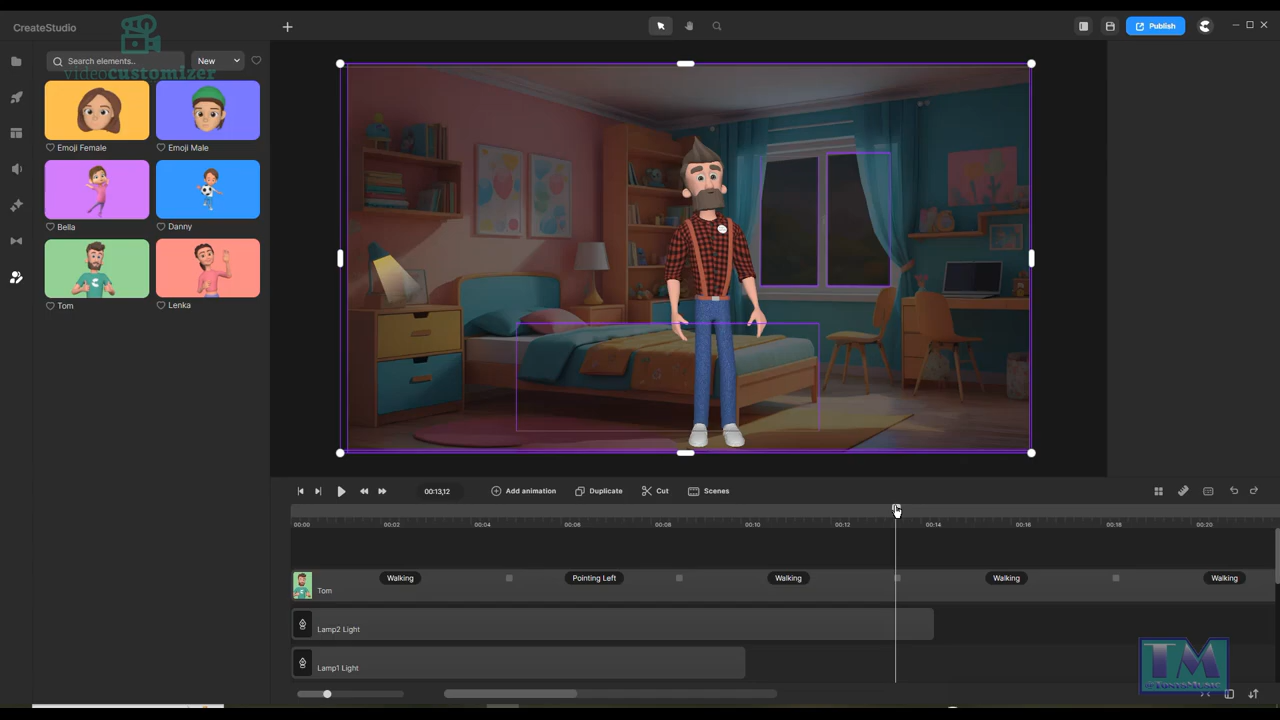 CreateStudio
Publish
Search elements..
New
videocustomizer
Emoji Female
Emoji Male
Bella
Danny
Tom
Lenka
00:13,12
Add animation
Duplicate
Cut
Scenes
00:00 00:02 00:04 00:06 00:08 00:10 00:12 00:14 00:16 00:18 00:20
Walking
Pointing Left
Walking
Walking
Walking
Tom
Lamp2 Light
Lamp1 Light
TM